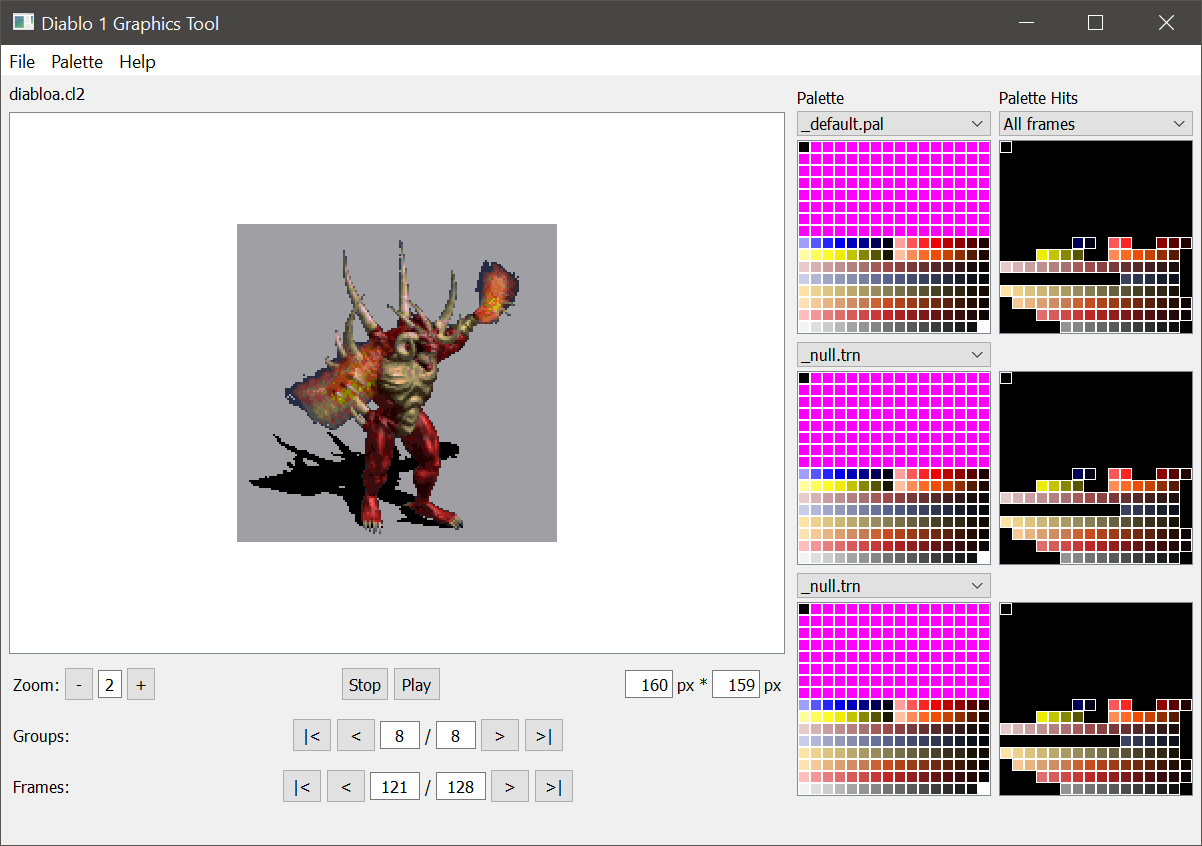 Diablo 1 Graphics Tool
File Palette Help
diabloa.cl2
Palette
Palette Hits
_default.pal
All frames
_null.trn
_null.trn
Zoom: - 2 +
Stop Play
160 px * 159 px
Groups: |< < 8 / 8 > >|
Frames: |< < 121 / 128 > >|